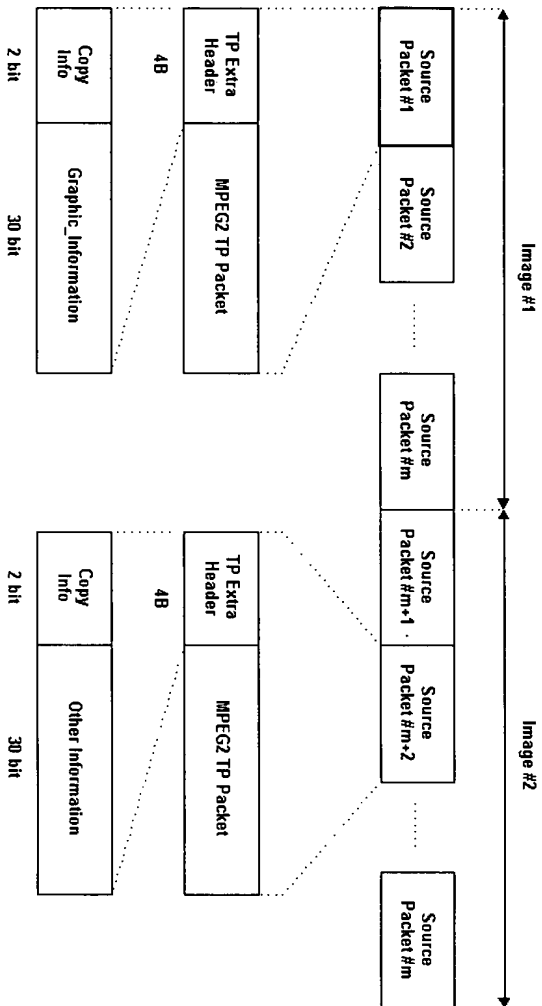 Image #1
Image #2
Source
Packet #1
Source
Packet #2
Source
Packet #m
Source
Packet #m+1
Source
Packet #m+2
Source
Packet #m
TP Extra
Header
MPEG2 TP Packet
4B
TP Extra
Header
MPEG2 TP Packet
4B
Copy
Info
Graphic_Information
2 bit
30 bit
Copy
Info
Other Information
2 bit
30 bit